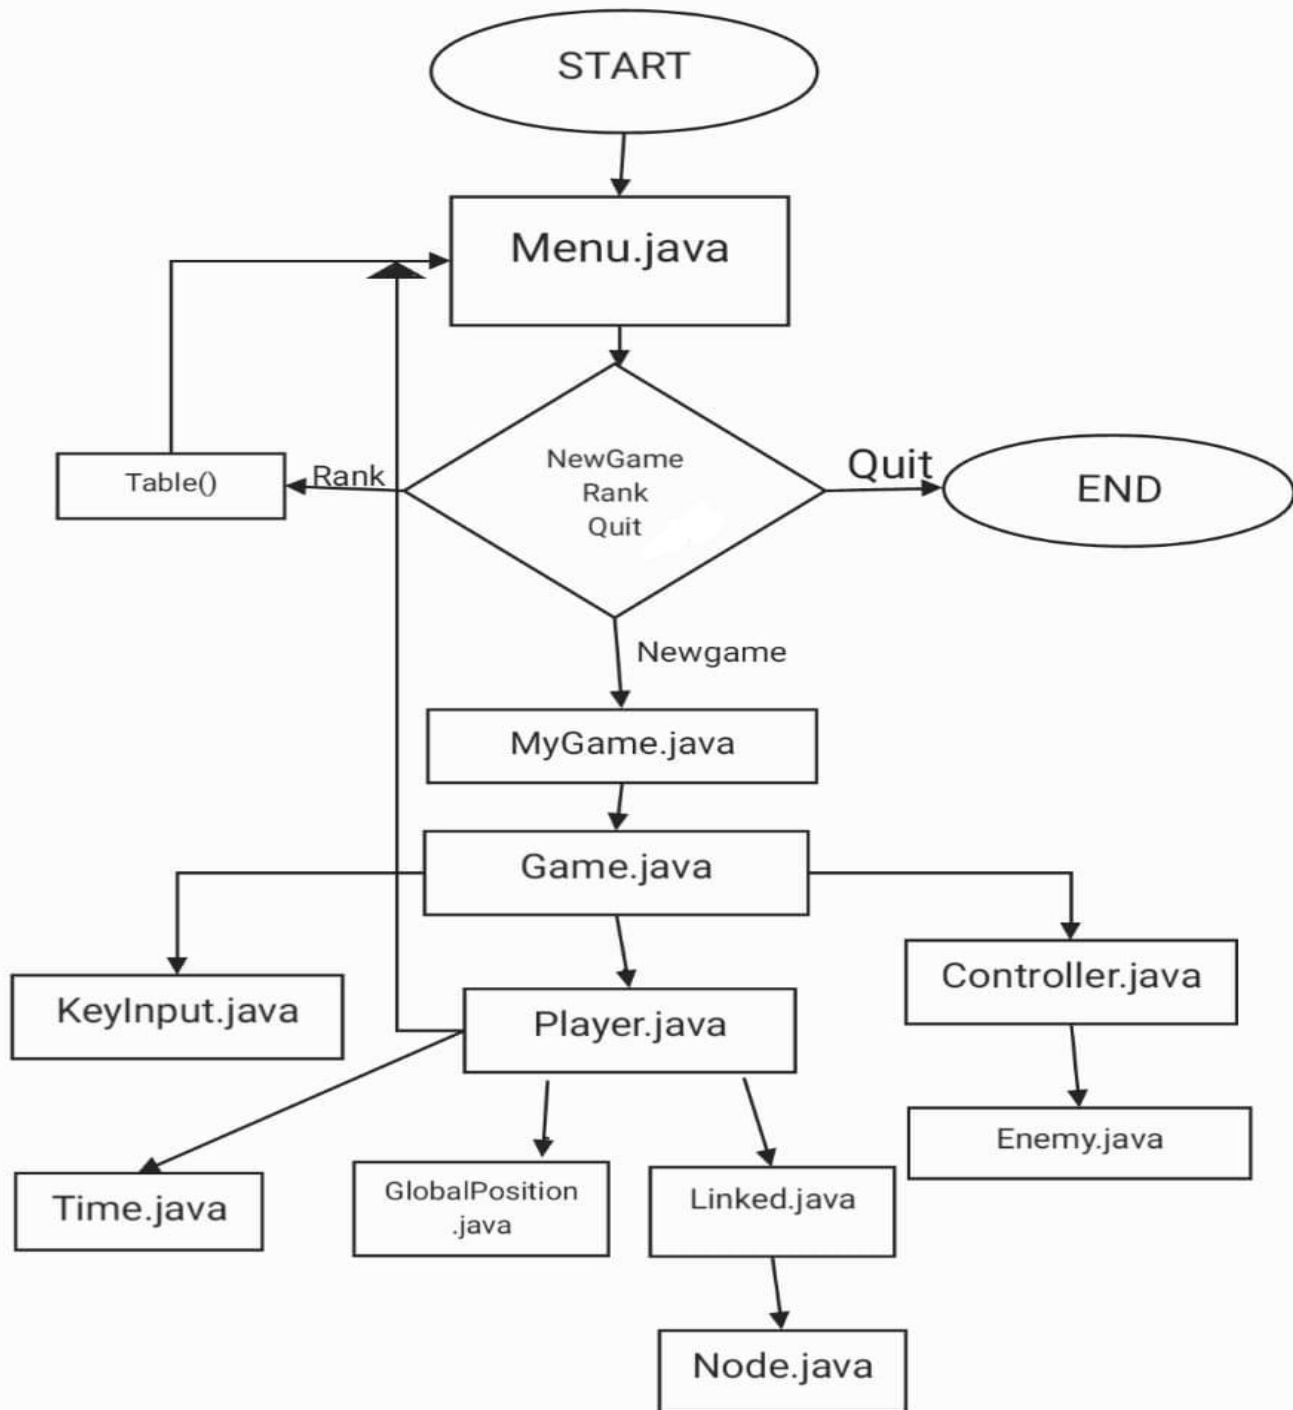 START
Menu.java
NewGame
Rank
Quit
Rank
Table()
Quit
END
Newgame
MyGame.java
Game.java
KeyInput.java
Player.java
Controller.java
Enemy.java
Time.java
GlobalPosition
.java
Linked.java
Node.java